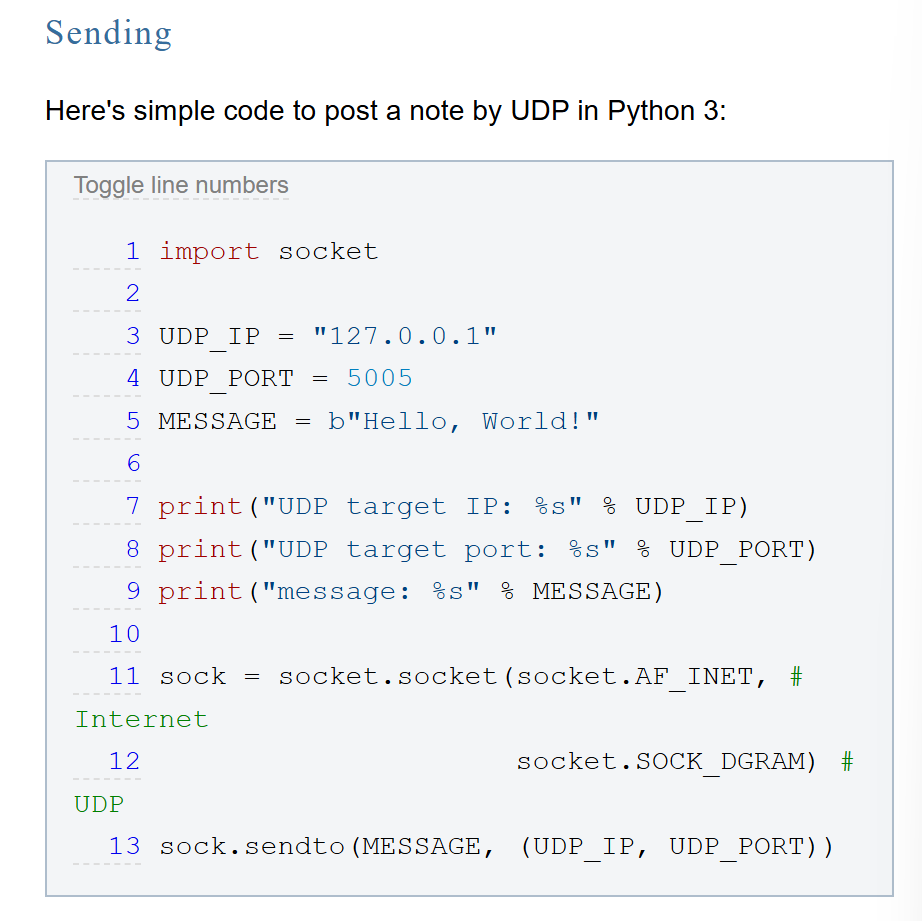 Sending
Here's simple code to post a note by UDP in Python 3:
Toggle line numbers
1 import socket
2
3 UDP_IP = "127.0.0.1"
4 UDP_PORT = 5005
5 MESSAGE = b"Hello, World!"
6
7 print("UDP target IP: %s" % UDP_IP)
8 print("UDP target port: %s" % UDP_PORT)
9 print("message: %s" % MESSAGE)
10
11 sock = socket.socket(socket.AF_INET, #
Internet
12                      socket.SOCK_DGRAM) #
UDP
13 sock.sendto(MESSAGE, (UDP_IP, UDP_PORT))